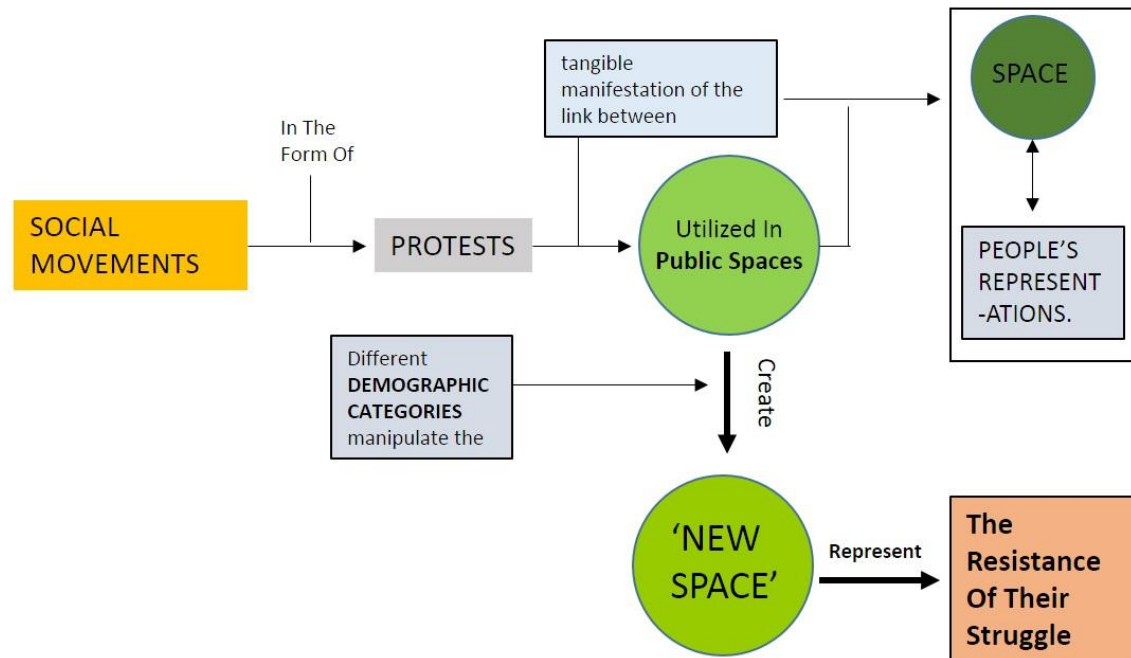 tangible
manifestation of the
link between
SPACE
In The
Form Of
SOCIAL
MOVEMENTS
PROTESTS
Utilized In
Public Spaces
PEOPLE’S
REPRESENT
-ATIONS.
Different
DEMOGRAPHIC
CATEGORIES
manipulate the
Create
‘NEW
SPACE’
Represent
The
Resistance
Of Their
Struggle